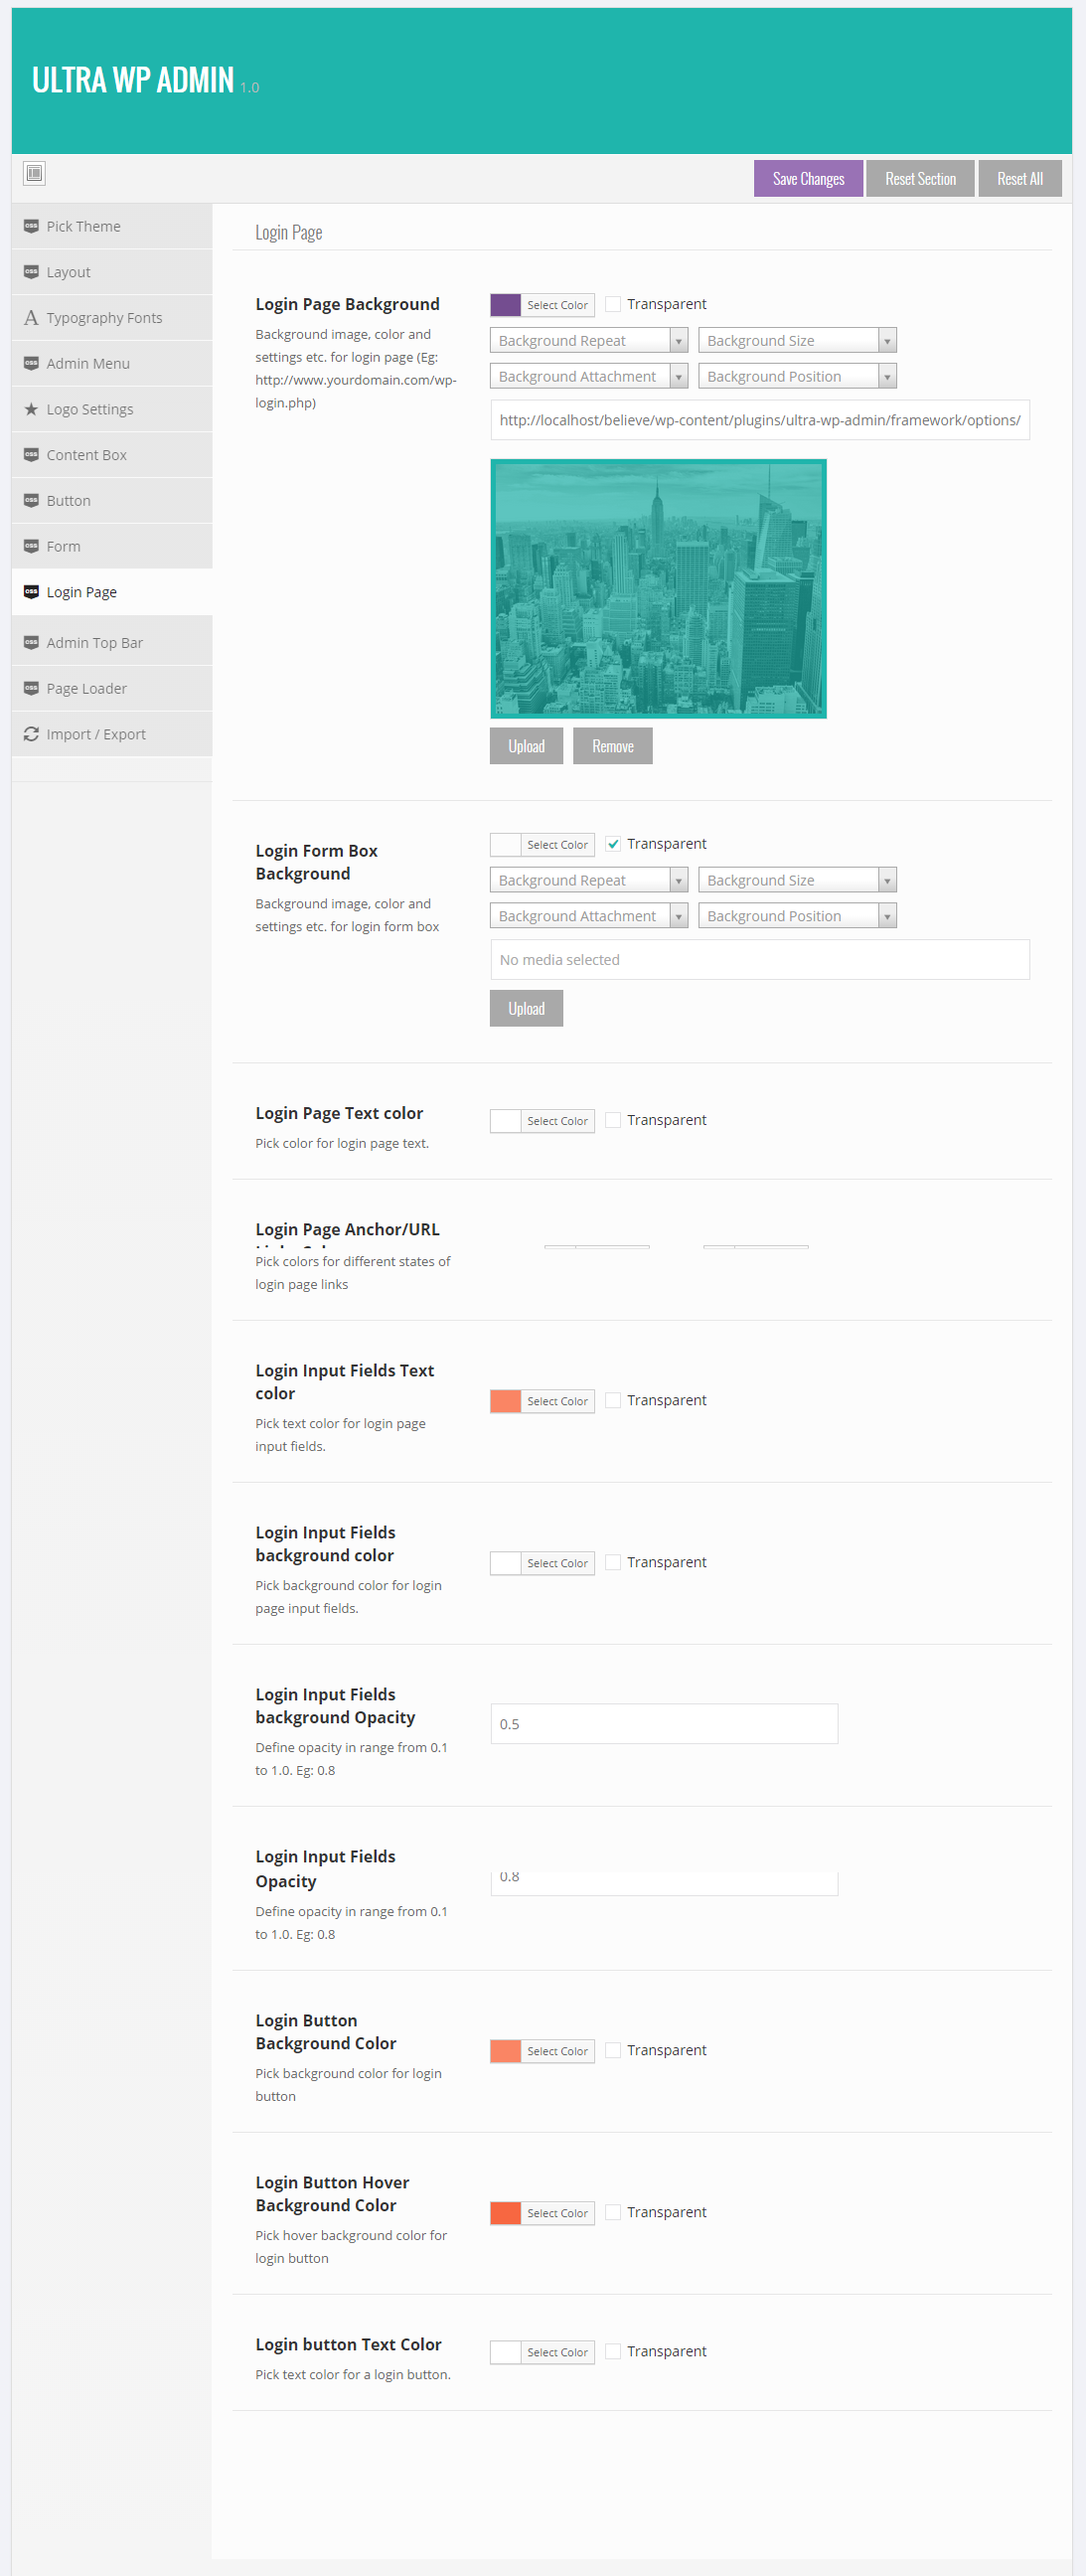 ULTRA WP ADMIN 1.0
Save Changes
Reset Section
Reset All
Pick Theme
Layout
Typography Fonts
Admin Menu
Logo Settings
Content Box
Button
Form
Login Page
Admin Top Bar
Page Loader
Import / Export
Login Page
Login Page Background
Background image, color and
settings etc. for login page (Eg:
http://www.yourdomain.com/wp-
login.php)
Select Color
Transparent
Background Repeat
Background Size
Background Attachment
Background Position
http://localhost/believe/wp-content/plugins/ultra-wp-admin/framework/options/
Upload
Remove
Login Form Box
Background
Background image, color and
settings etc. for login form box
Select Color
Transparent
Background Repeat
Background Size
Background Attachment
Background Position
No media selected
Upload
Login Page Text color
Pick color for login page text.
Select Color
Transparent
Login Page Anchor/URL
Pick colors for different states of
login page links
Login Input Fields Text
color
Pick text color for login page
input fields.
Select Color
Transparent
Login Input Fields
background color
Pick background color for login
page input fields.
Select Color
Transparent
Login Input Fields
background Opacity
Define opacity in range from 0.1
to 1.0. Eg: 0.8
0.5
Login Input Fields
Opacity
Define opacity in range from 0.1
to 1.0. Eg: 0.8
0.8
Login Button
Background Color
Pick background color for login
button
Select Color
Transparent
Login Button Hover
Background Color
Pick hover background color for
login button
Select Color
Transparent
Login button Text Color
Pick text color for a login button.
Select Color
Transparent